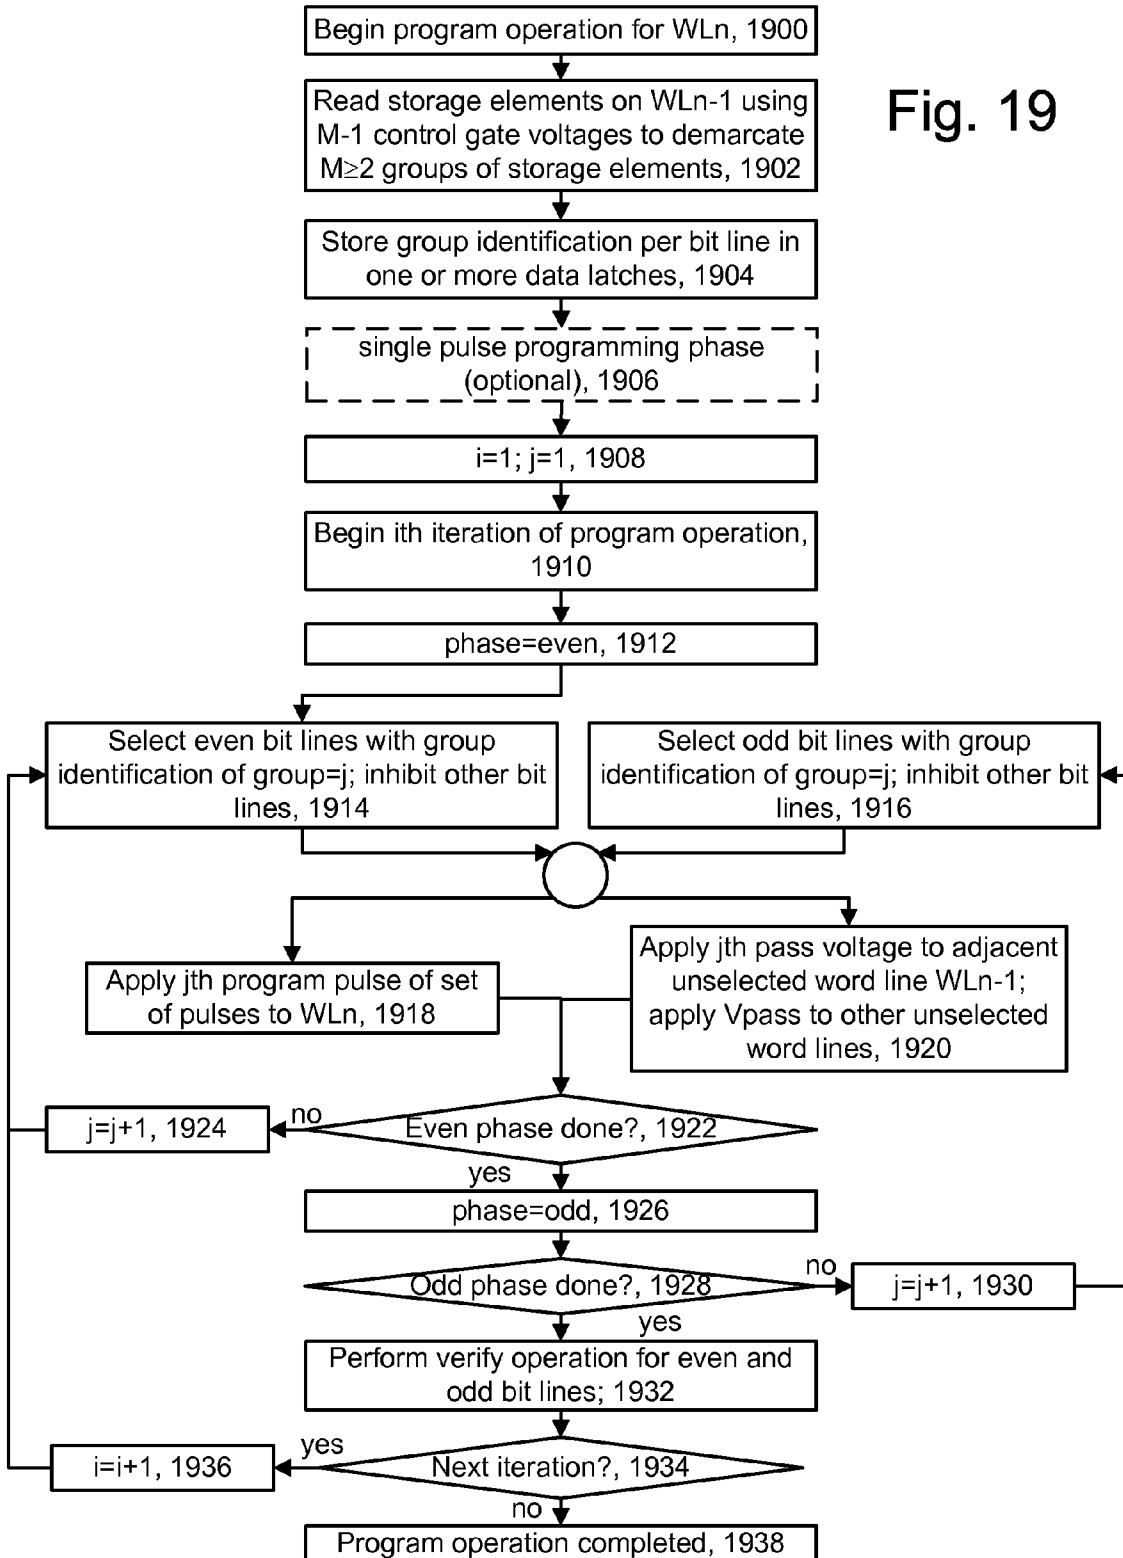 Begin program operation for WLn, 1900
Fig. 19
Read storage elements on WLn-1 using
M-1 control gate voltages to demarcate
M≥2 groups of storage elements, 1902
Store group identification per bit line in
one or more data latches, 1904
single pulse programming phase
(optional), 1906
i=1; j=1, 1908
Begin ith iteration of program operation,
1910
phase=even, 1912
Select even bit lines with group
identification of group=j; inhibit other bit
lines, 1914
Select odd bit lines with group
identification of group=j; inhibit other bit
lines, 1916
Apply jth program pulse of set
of pulses to WLn, 1918
Apply jth pass voltage to adjacent
unselected word line WLn-1;
apply Vpass to other unselected
word lines, 1920
Even phase done?, 1922
no
j=j+1, 1924
yes
phase=odd, 1926
Odd phase done?, 1928
no
j=j+1, 1930
yes
Perform verify operation for even and
odd bit lines; 1932
Next iteration?, 1934
yes
i=i+1, 1936
no
Program operation completed, 1938